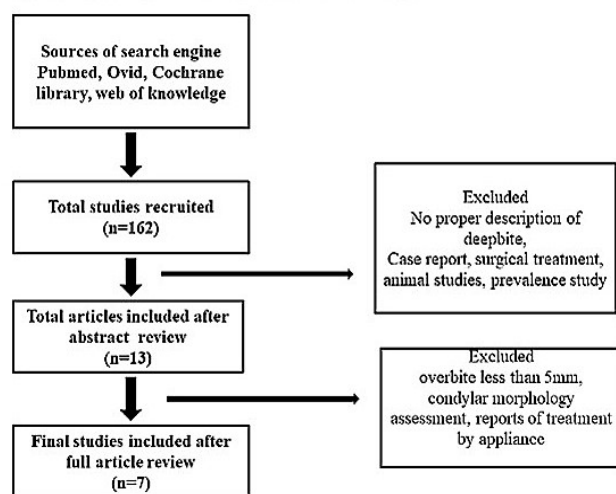 Sources of search engine
Pubmed, Ovid, Cochrane
library, web of knowledge
Total studies recruited
(n=162)
Excluded
No proper description of
deepbite,
Case report, surgical treatment,
animal studies, prevalence study
Total articles included after
abstract review
(n=13)
Excluded
overbite less than 5mm,
condylar morphology
assessment, reports of treatment
by appliance
Final studies included after
full article review
(n=7)